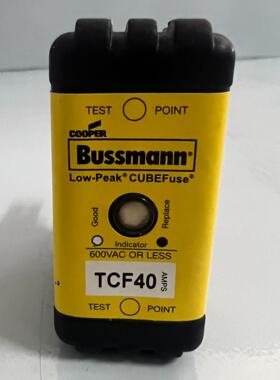 TEST POINT
COOPER
Bussmann®
Low-Peak® CUBEFuse®
Good Replace
Indicator
600VAC OR LESS
TCF40 AMPS
TEST POINT